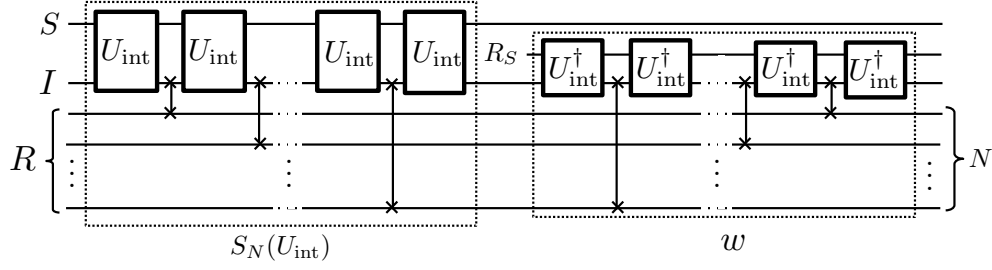 S U_int U_int U_int U_int
R_S U_int^† U_int^† U_int^† U_int^†
I
R N
S_N(U_int) w